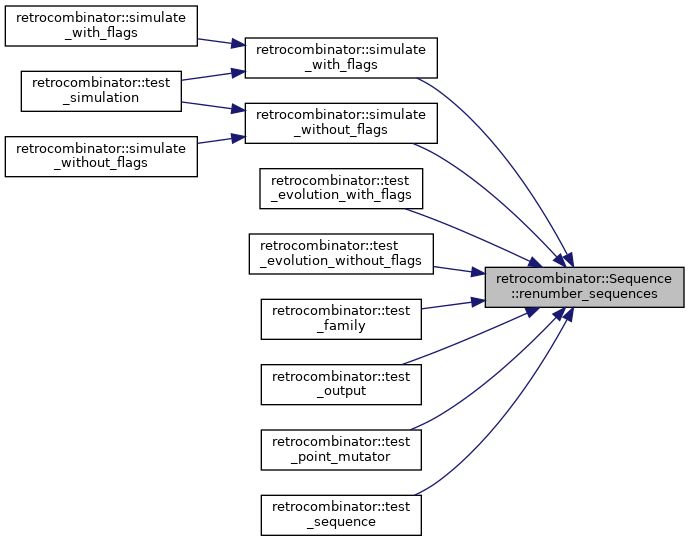 retrocombinator::simulate
_with_flags
retrocombinator::test
_simulation
retrocombinator::simulate
_without_flags
retrocombinator::simulate
_with_flags
retrocombinator::simulate
_without_flags
retrocombinator::test
_evolution_with_flags
retrocombinator::test
_evolution_without_flags
retrocombinator::test
_family
retrocombinator::test
_output
retrocombinator::test
_point_mutator
retrocombinator::test
_sequence
retrocombinator::Sequence
::renumber_sequences